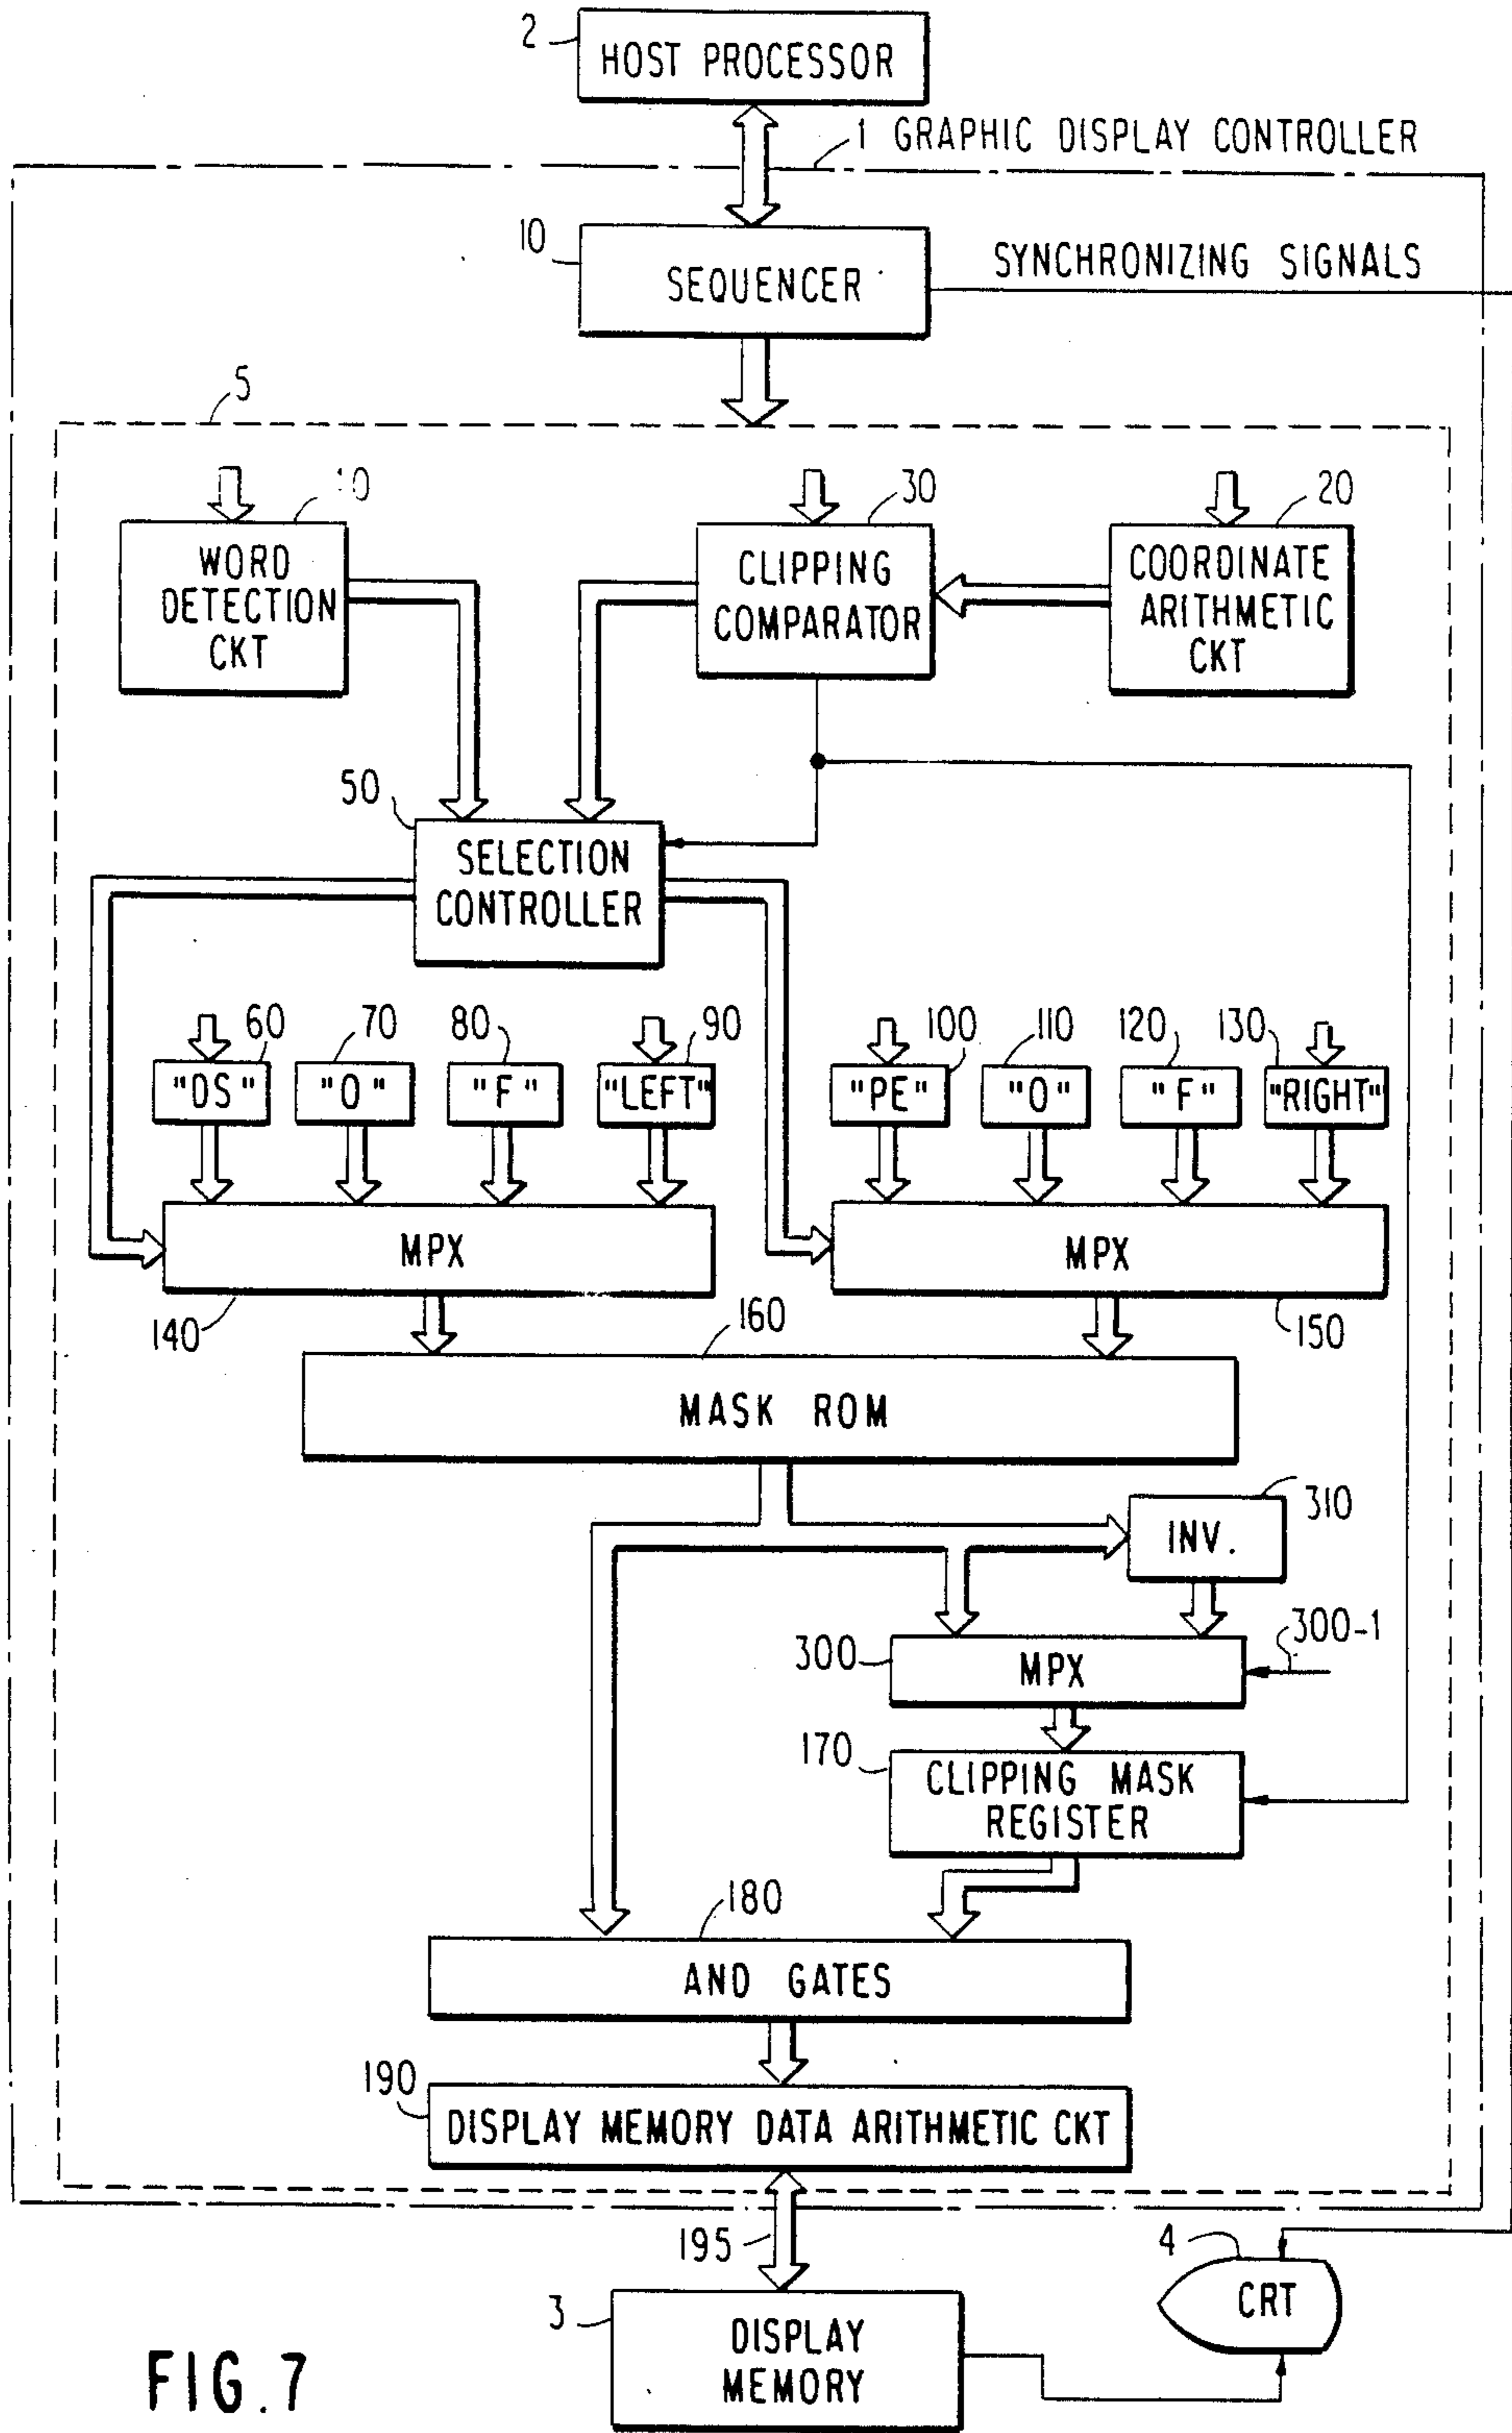 2
HOST PROCESSOR
1 GRAPHIC DISPLAY CONTROLLER
10
SEQUENCER
SYNCHRONIZING SIGNALS
5
WORD
DETECTION
CKT
30
CLIPPING
COMPARATOR
20
COORDINATE
ARITHMETIC
CKT
50
SELECTION
CONTROLLER
60
70
80
90
100
110
120
130
"DS"
"0"
"F"
"LEFT"
"PE"
"0"
"F"
"RIGHT"
MPX
MPX
140
160
150
MASK ROM
310
INV.
300
MPX
300-1
170
CLIPPING MASK
REGISTER
180
AND GATES
190
DISPLAY MEMORY DATA ARITHMETIC CKT
195
4
CRT
3
DISPLAY
MEMORY
FIG.7